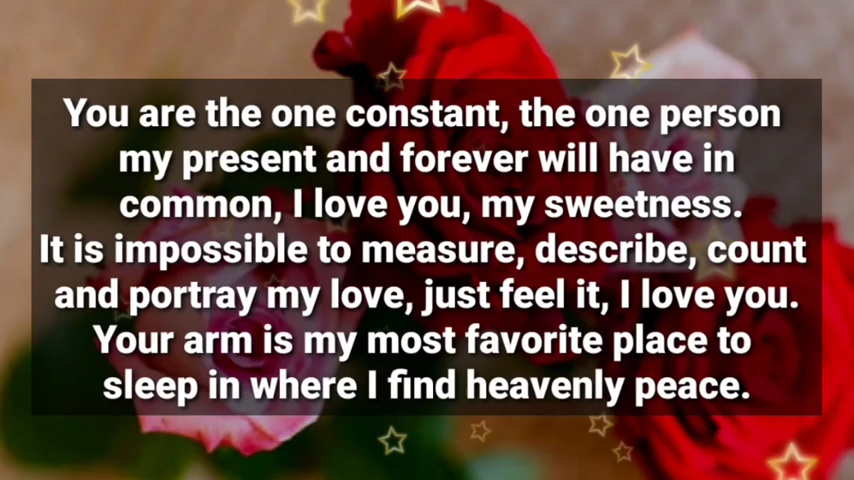 You are the one constant, the one person
my present and forever will have in
common, I love you, my sweetness.
It is impossible to measure, describe, count
and portray my love, just feel it, I love you.
Your arm is my most favorite place to
sleep in where I find heavenly peace.